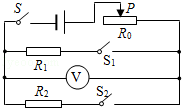 S P
R₀
R₁ S₁
V
R₂ S₂